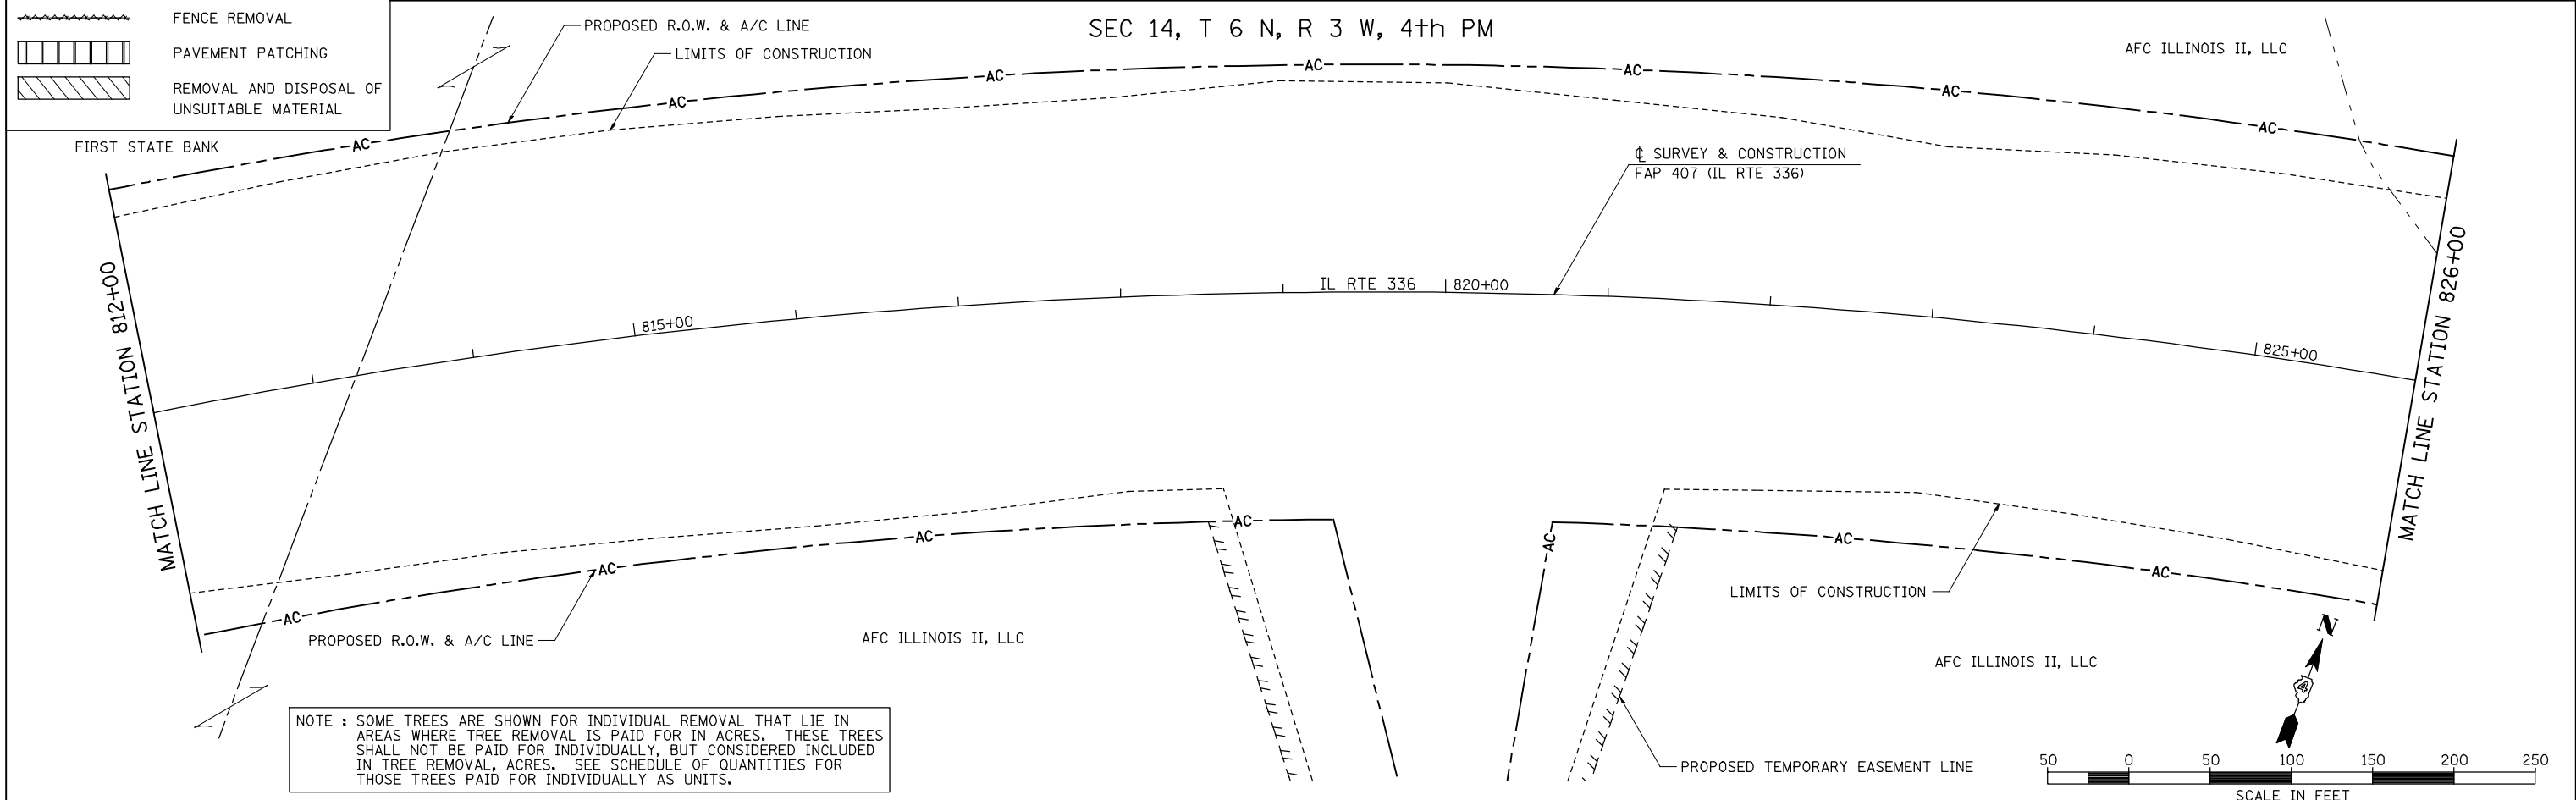 FENCE REMOVAL
PAVEMENT PATCHING
REMOVAL AND DISPOSAL OF
UNSUITABLE MATERIAL
PROPOSED R.O.W. & A/C LINE
LIMITS OF CONSTRUCTION
SEC 14, T 6 N, R 3 W, 4th PM
AFC ILLINOIS II, LLC
FIRST STATE BANK
AC
AC
AC
AC
AC
AC
AC
℄ SURVEY & CONSTRUCTION
FAP 407 (IL RTE 336)
MATCH LINE STATION 812+00
815+00
IL RTE 336
820+00
825+00
MATCH LINE STATION 826+00
AC
AC
AC
AC
AC
AC
AC
PROPOSED R.O.W. & A/C LINE
AFC ILLINOIS II, LLC
LIMITS OF CONSTRUCTION
AFC ILLINOIS II, LLC
PROPOSED TEMPORARY EASEMENT LINE
NOTE : SOME TREES ARE SHOWN FOR INDIVIDUAL REMOVAL THAT LIE IN
AREAS WHERE TREE REMOVAL IS PAID FOR IN ACRES. THESE TREES
SHALL NOT BE PAID FOR INDIVIDUALLY, BUT CONSIDERED INCLUDED
IN TREE REMOVAL, ACRES. SEE SCHEDULE OF QUANTITIES FOR
THOSE TREES PAID FOR INDIVIDUALLY AS UNITS.
N
4
50 0 50 100 150 200 250
SCALE IN FEET